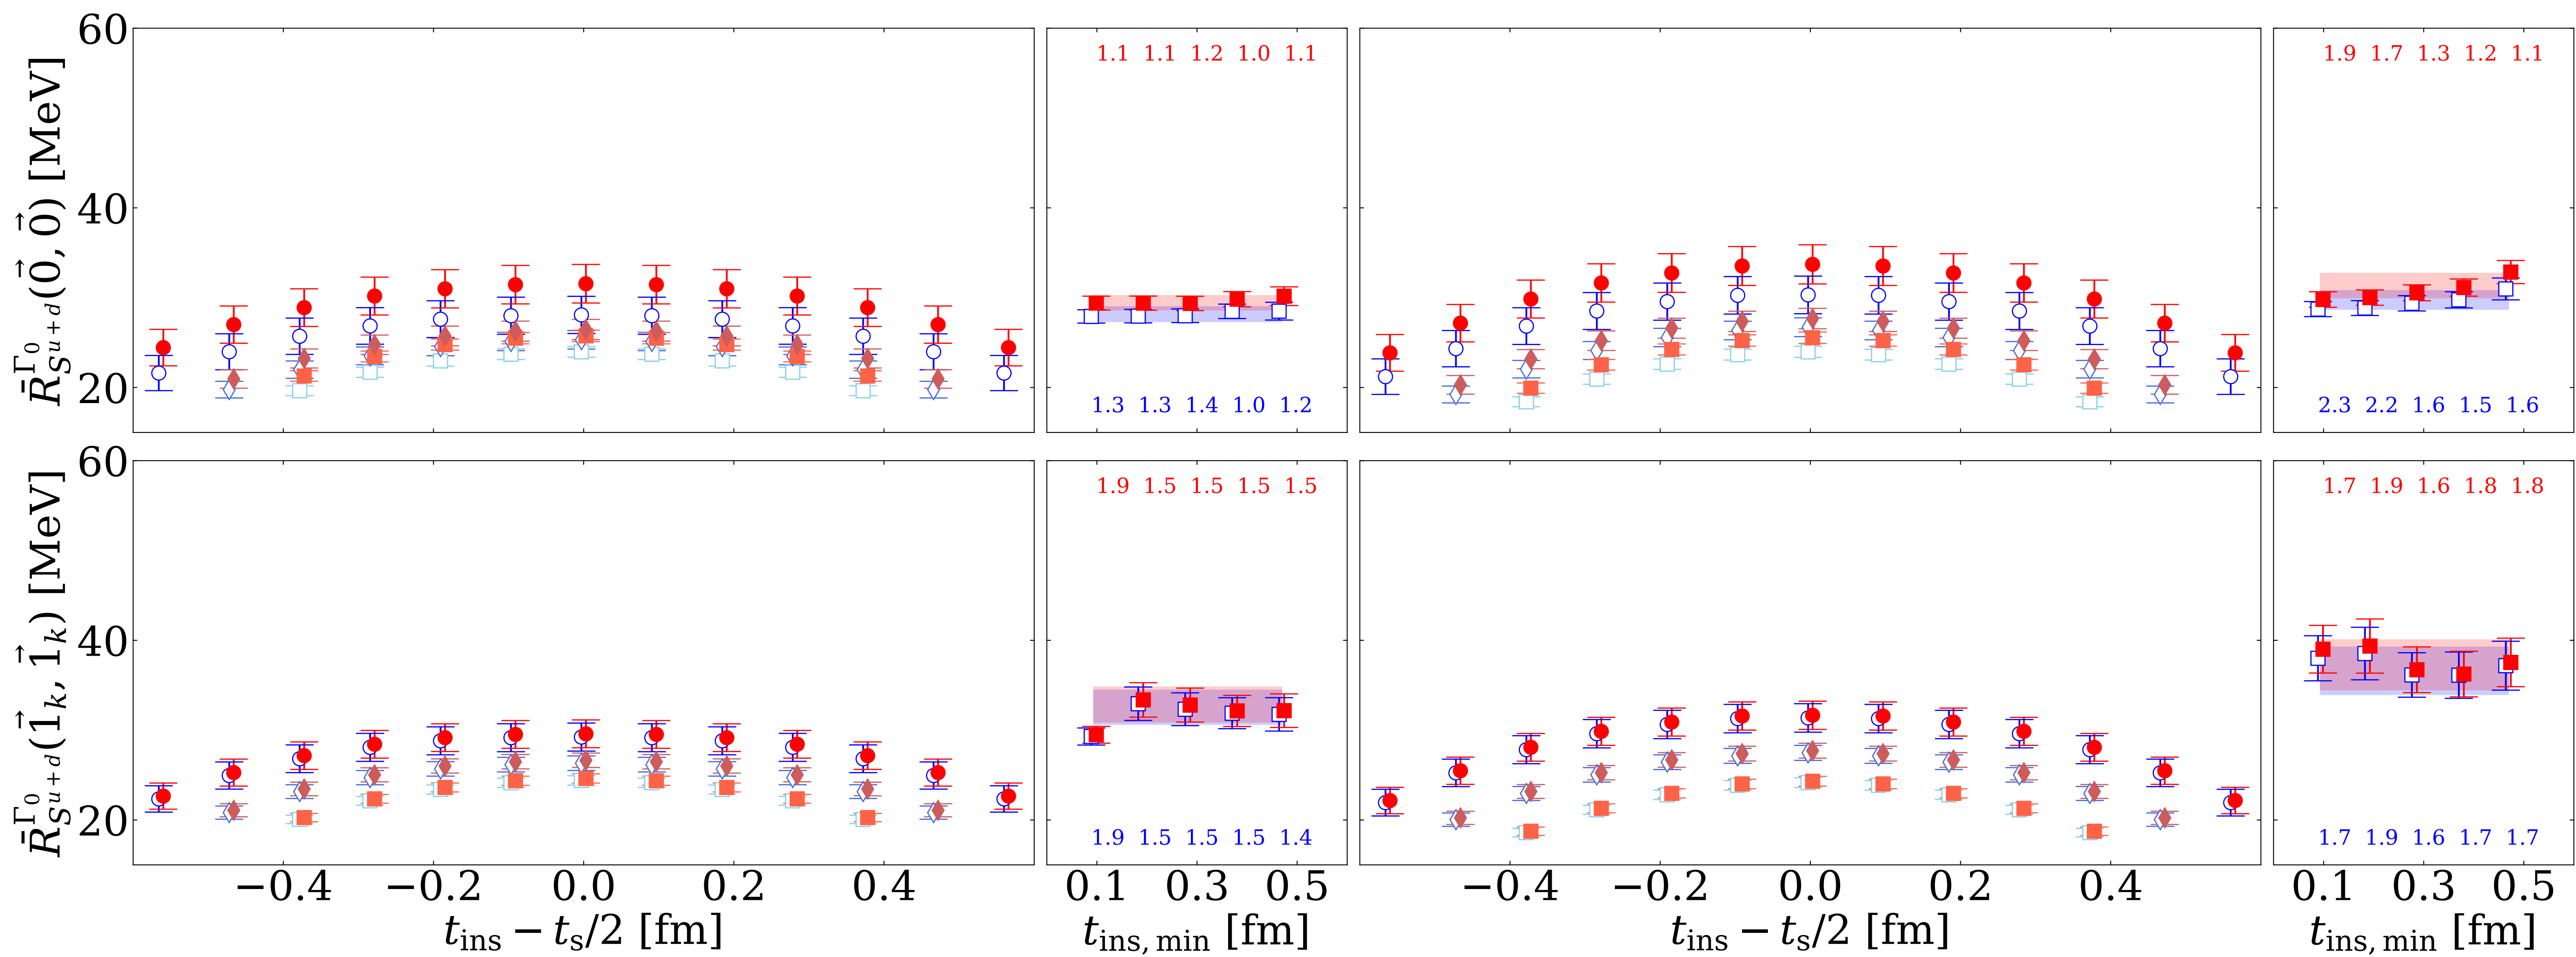 60
40
20
R̄^{Γ_0}_{S^{u+d}}(0⃗, 0⃗) [MeV]
1.1 1.1 1.2 1.0 1.1
1.3 1.3 1.4 1.0 1.2
1.9 1.7 1.3 1.2 1.1
2.3 2.2 1.6 1.5 1.6
60
40
20
R̄^{Γ_0}_{S^{u+d}}(1⃗_k, 1⃗_k) [MeV]
1.9 1.5 1.5 1.5 1.5
1.9 1.5 1.5 1.5 1.4
1.7 1.9 1.6 1.8 1.8
1.7 1.9 1.6 1.7 1.7
−0.4 −0.2 0.0 0.2 0.4
0.1 0.3 0.5
−0.4 −0.2 0.0 0.2 0.4
0.1 0.3 0.5
t_ins − t_s/2 [fm]
t_ins, min [fm]
t_ins − t_s/2 [fm]
t_ins, min [fm]